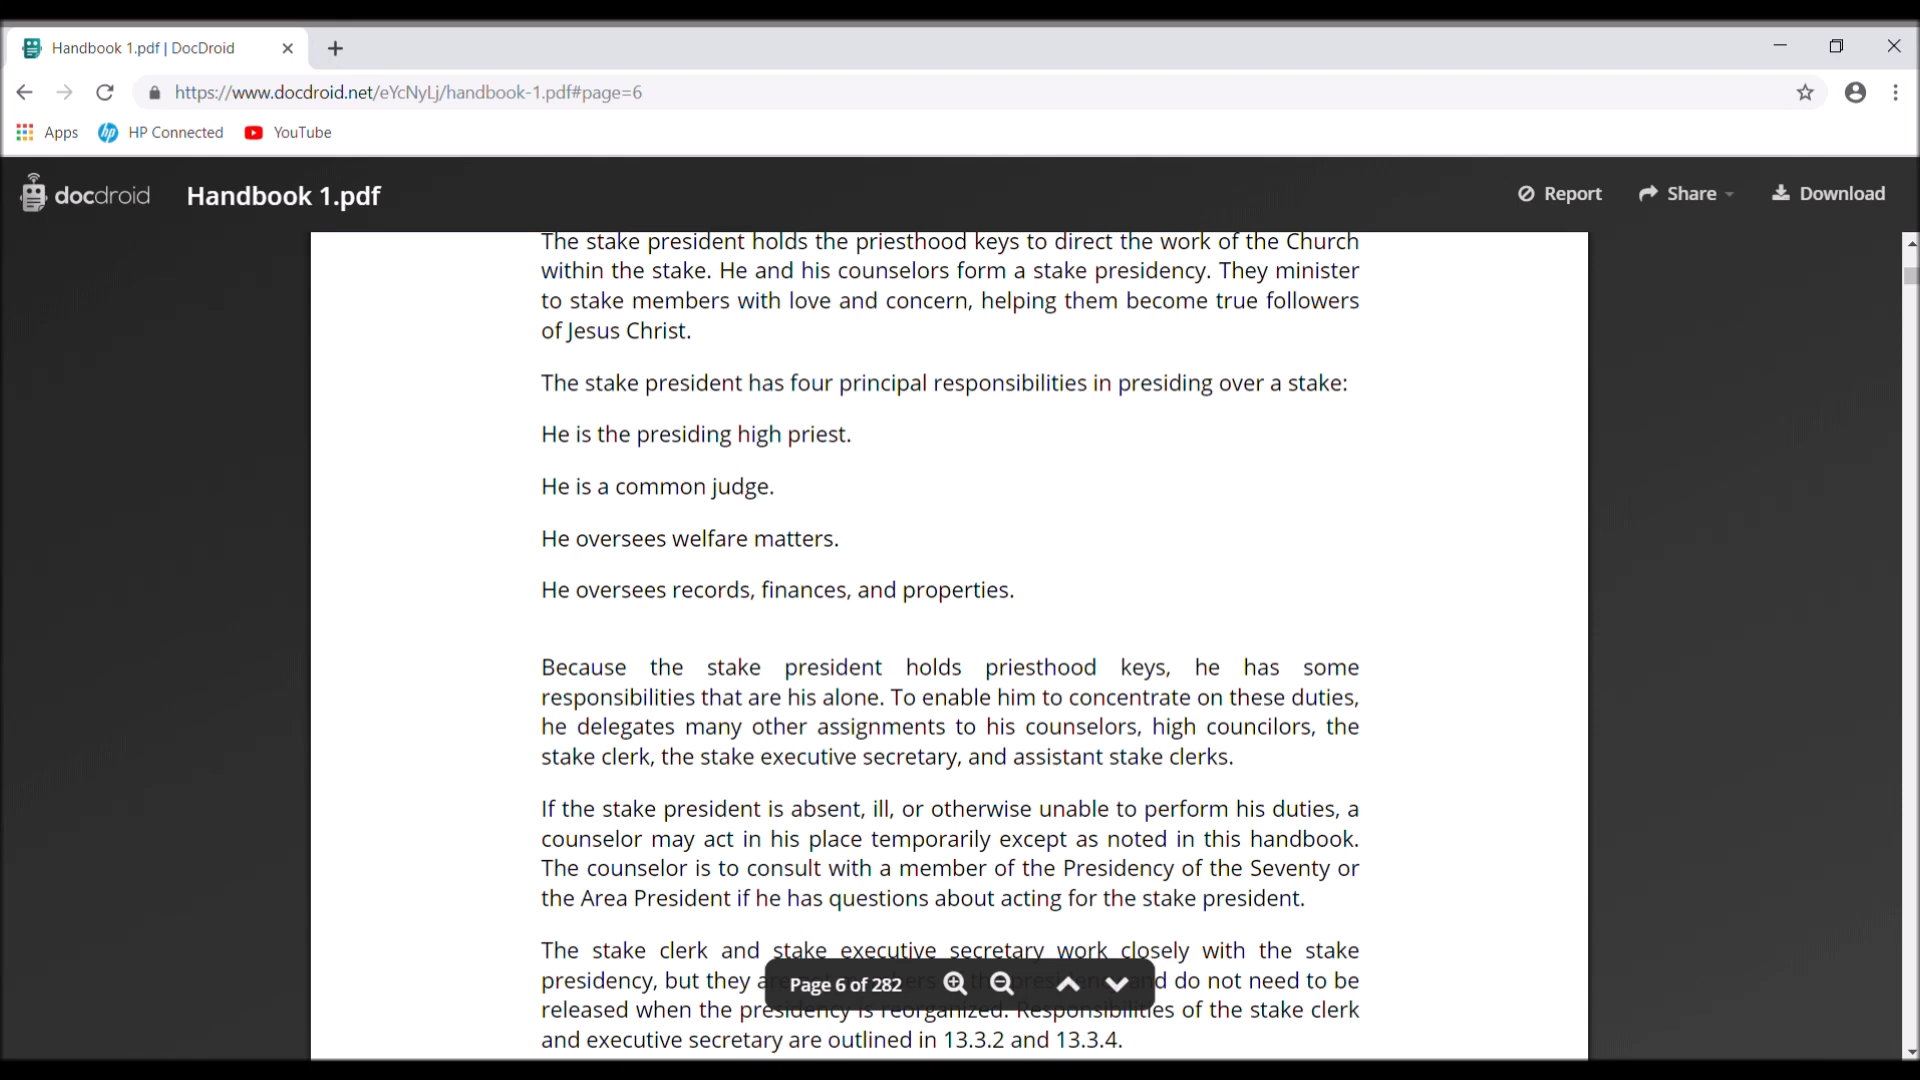 Handbook 1.pdf | DocDroid
https://www.docdroid.net/eYcNyLj/handbook-1.pdf#page=6
Apps
hp
HP Connected
YouTube
docdroid
Handbook 1.pdf
Report
Share
Download
The stake president holds the priesthood keys to direct the work of the Church
within the stake. He and his counselors form a stake presidency. They minister
to stake members with love and concern, helping them become true followers
of Jesus Christ.
The stake president has four principal responsibilities in presiding over a stake:
He is the presiding high priest.
He is a common judge.
He oversees welfare matters.
He oversees records, finances, and properties.
Because the stake president holds priesthood keys, he has some
responsibilities that are his alone. To enable him to concentrate on these duties,
he delegates many other assignments to his counselors, high councilors, the
stake clerk, the stake executive secretary, and assistant stake clerks.
If the stake president is absent, ill, or otherwise unable to perform his duties, a
counselor may act in his place temporarily except as noted in this handbook.
The counselor is to consult with a member of the Presidency of the Seventy or
the Area President if he has questions about acting for the stake president.
The stake clerk and stake executive secretary work closely with the stake
presidency, but they do not need to be
Page 6 of 282
released when the presidency is reorganized. Responsibilities of the stake clerk
and executive secretary are outlined in 13.3.2 and 13.3.4.